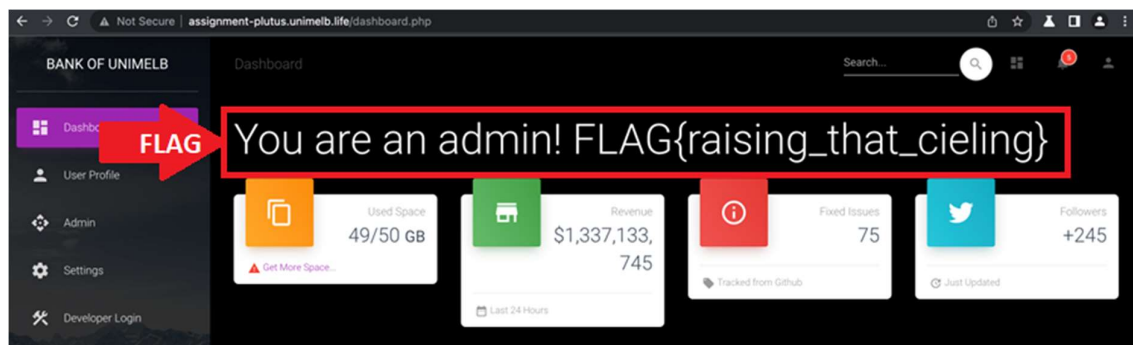 Not Secure | assignment-plutus.unimelb.life/dashboard.php
BANK OF UNIMELB
Dashboard
Search...
5
Dashbo
FLAG
You are an admin! FLAG{raising_that_cieling}
User Profile
Admin
Settings
Developer Login
Used Space
49/50 GB
Get More Space...
Revenue
$1,337,133,
745
Last 24 Hours
Fixed Issues
75
Tracked from Github
Followers
+245
Just Updated